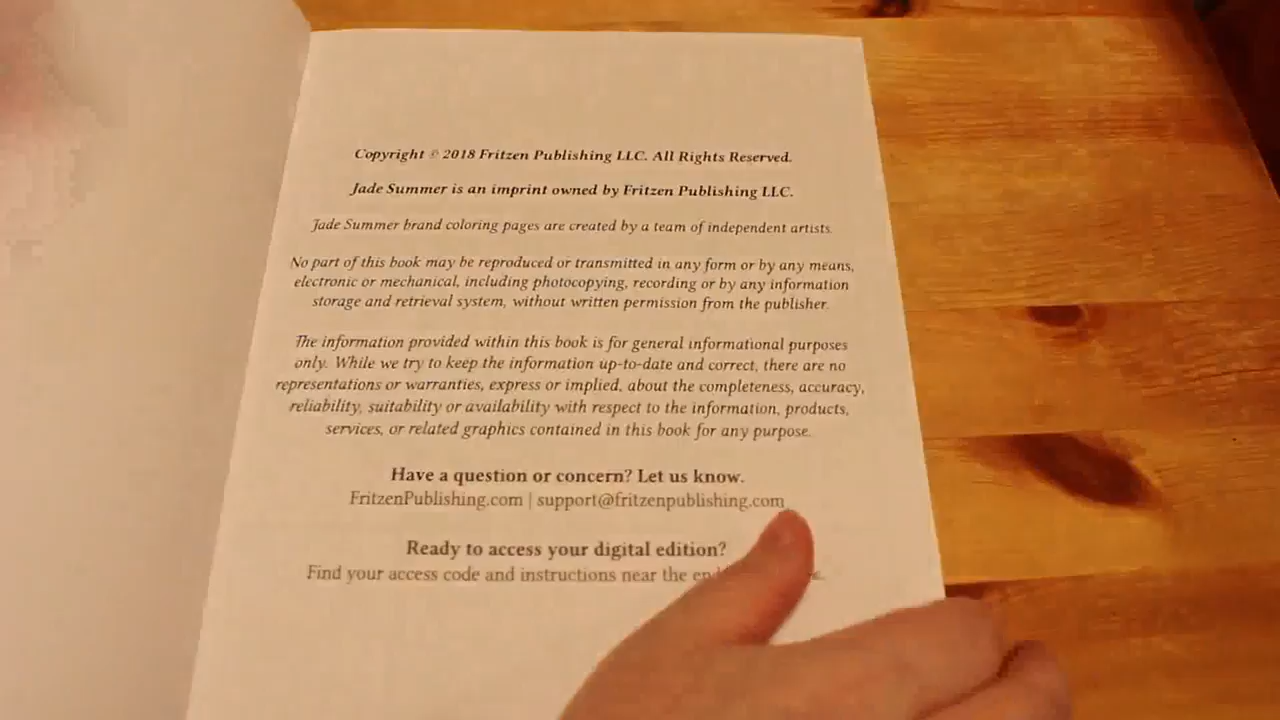 Copyright © 2018 Fritzen Publishing LLC. All Rights Reserved.
Jade Summer is an imprint owned by Fritzen Publishing LLC.
Jade Summer brand coloring pages are created by a team of independent artists.
No part of this book may be reproduced or transmitted in any form or by any means,
electronic or mechanical, including photocopying, recording or by any information
storage and retrieval system, without written permission from the publisher.
The information provided within this book is for general informational purposes
only. While we try to keep the information up-to-date and correct, there are no
representations or warranties, express or implied, about the completeness, accuracy,
reliability, suitability or availability with respect to the information, products,
services, or related graphics contained in this book for any purpose.
Have a question or concern? Let us know.
FritzenPublishing.com | support@fritzenpublishing.com
Ready to access your digital edition?
Find your access code and instructions near the